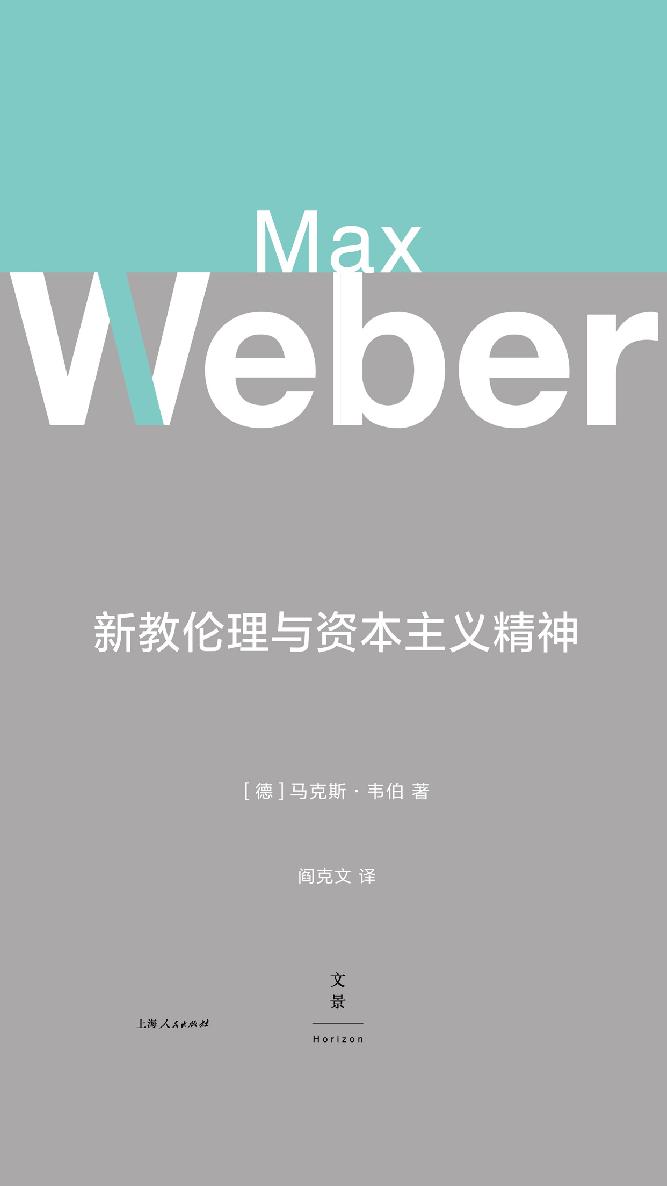 Max
Weber
新教伦理与资本主义精神
[德]马克斯·韦伯 著
阎克文 译
文
景
上海人民出版社
Horizon